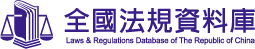 全國法規資料庫
Laws & Regulations Database of The Republic of China